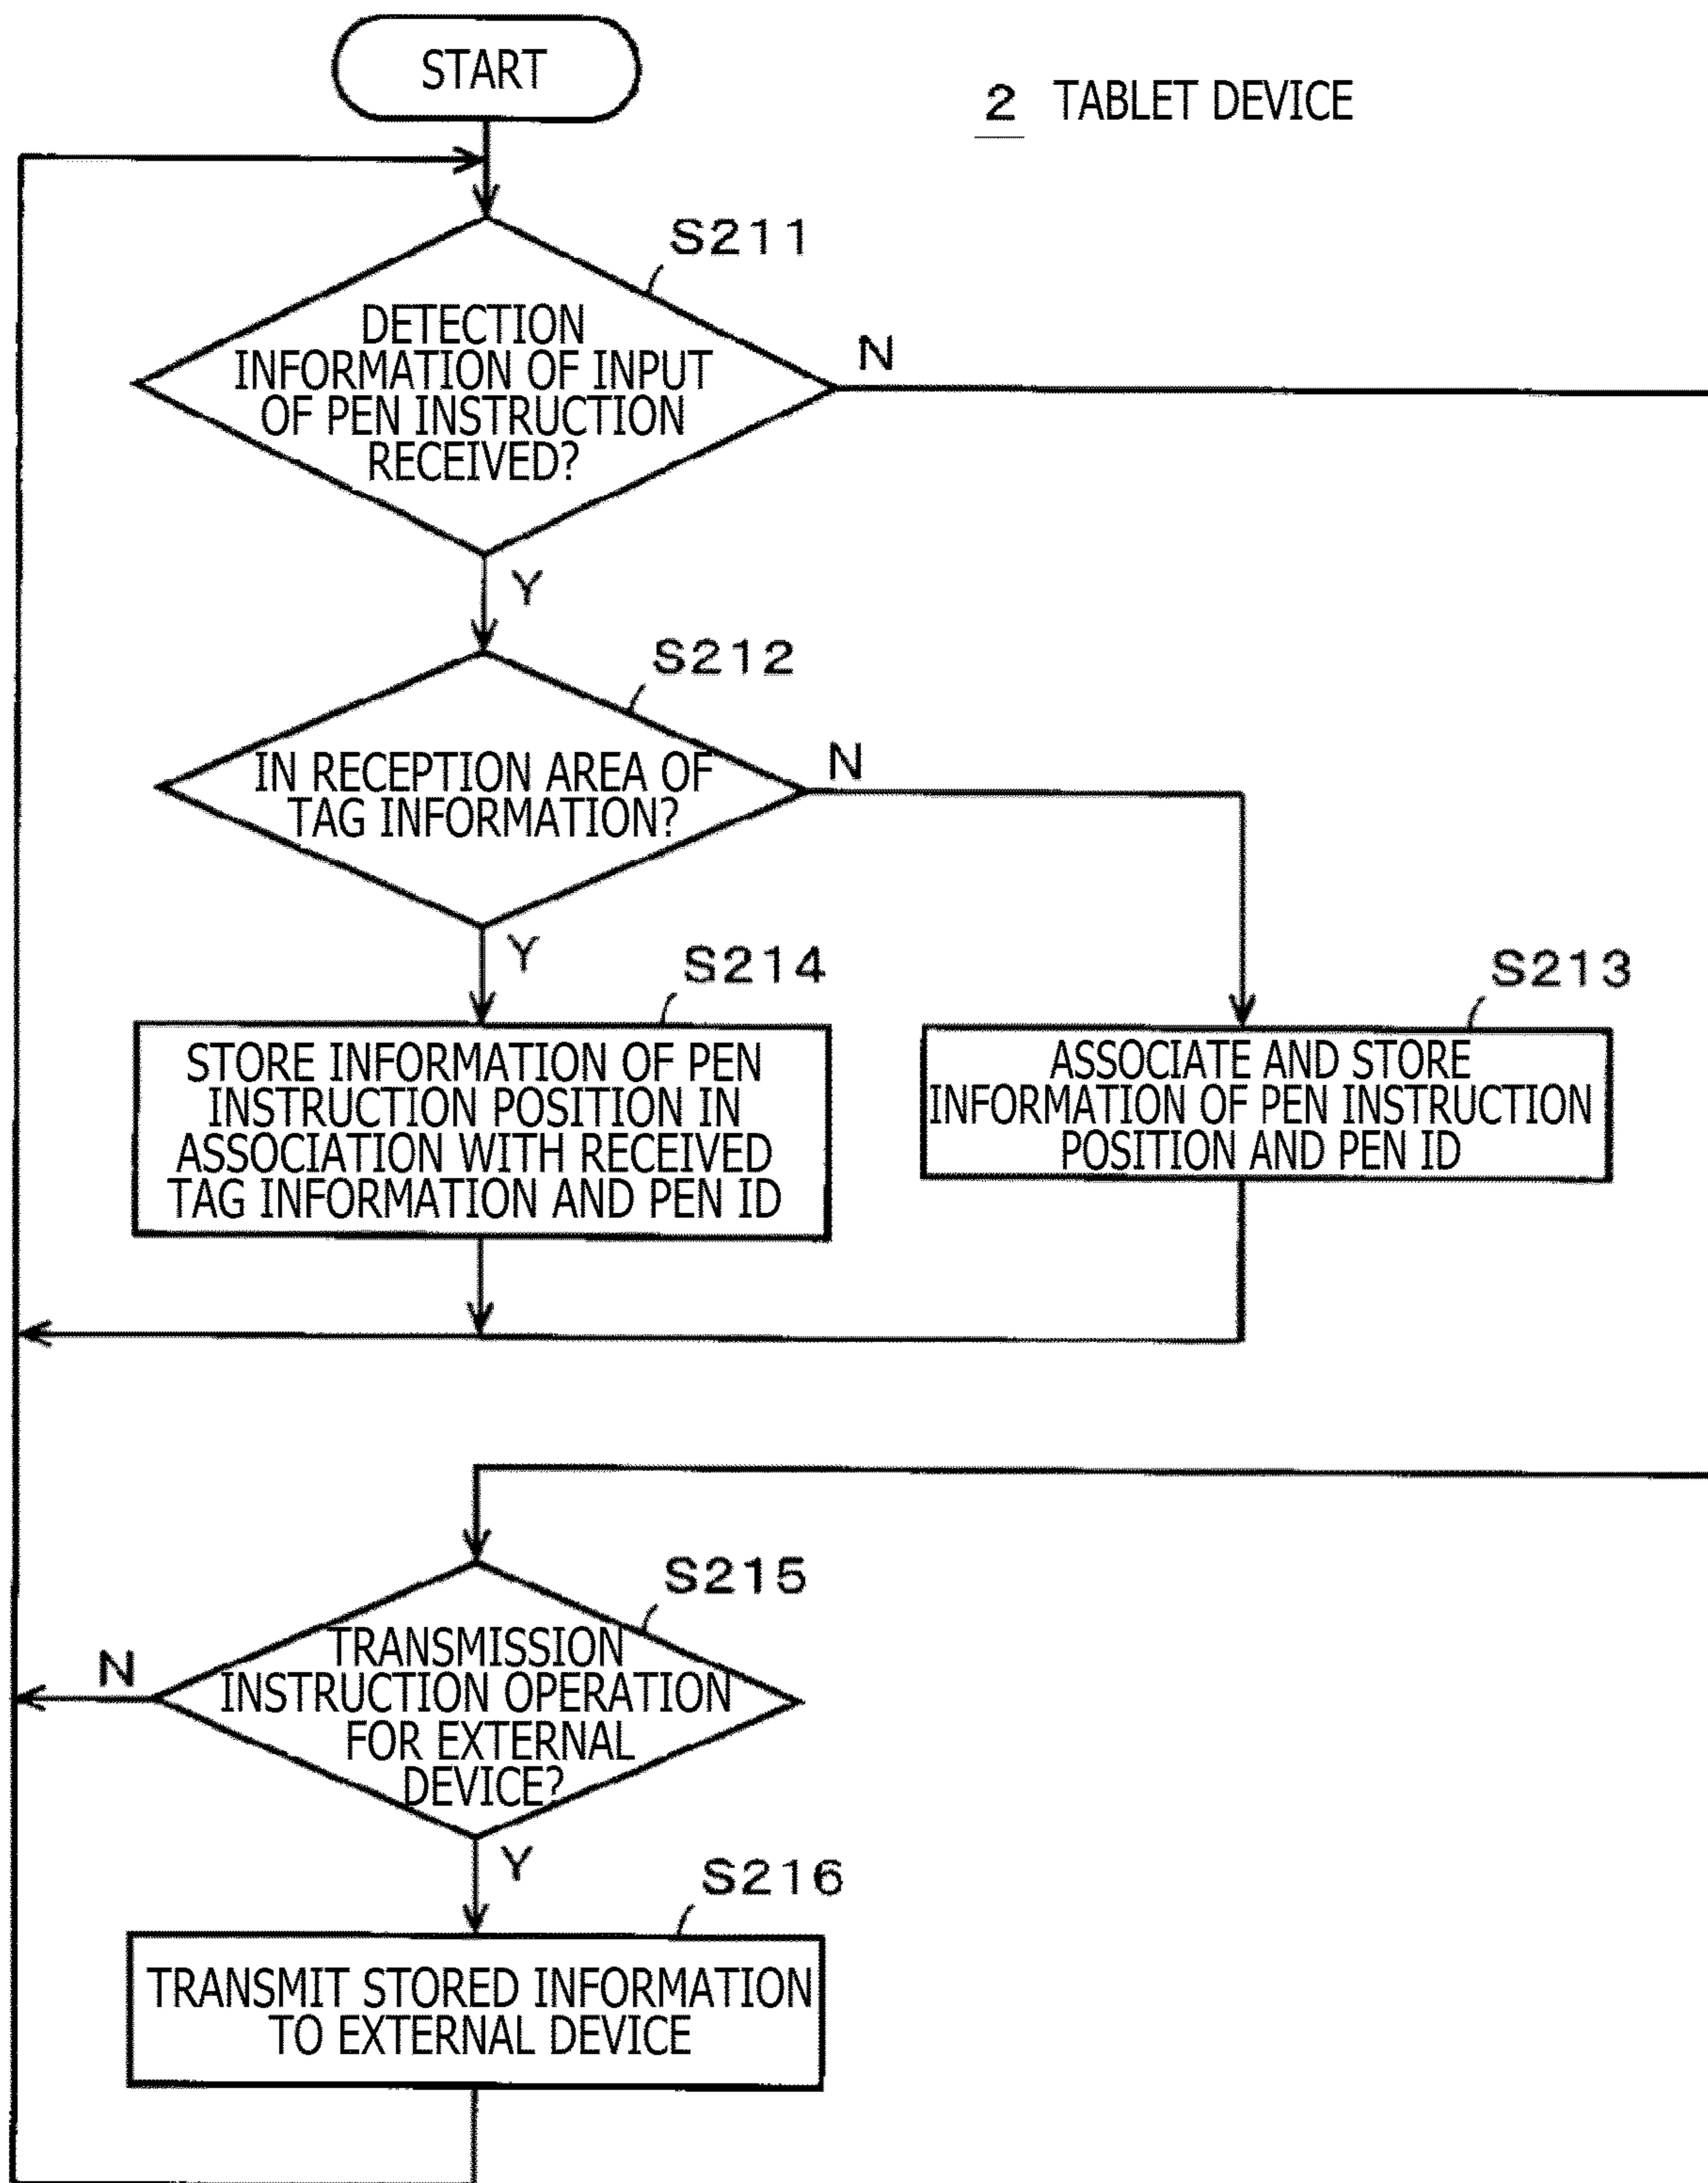 START
2 TABLET DEVICE
S211
DETECTION
INFORMATION OF INPUT
OF PEN INSTRUCTION
RECEIVED?
N
Y
S212
IN RECEPTION AREA OF
TAG INFORMATION?
N
Y
S214
STORE INFORMATION OF PEN
INSTRUCTION POSITION IN
ASSOCIATION WITH RECEIVED
TAG INFORMATION AND PEN ID
S213
ASSOCIATE AND STORE
INFORMATION OF PEN INSTRUCTION
POSITION AND PEN ID
S215
TRANSMISSION
INSTRUCTION OPERATION
FOR EXTERNAL
DEVICE?
N
Y
S216
TRANSMIT STORED INFORMATION
TO EXTERNAL DEVICE